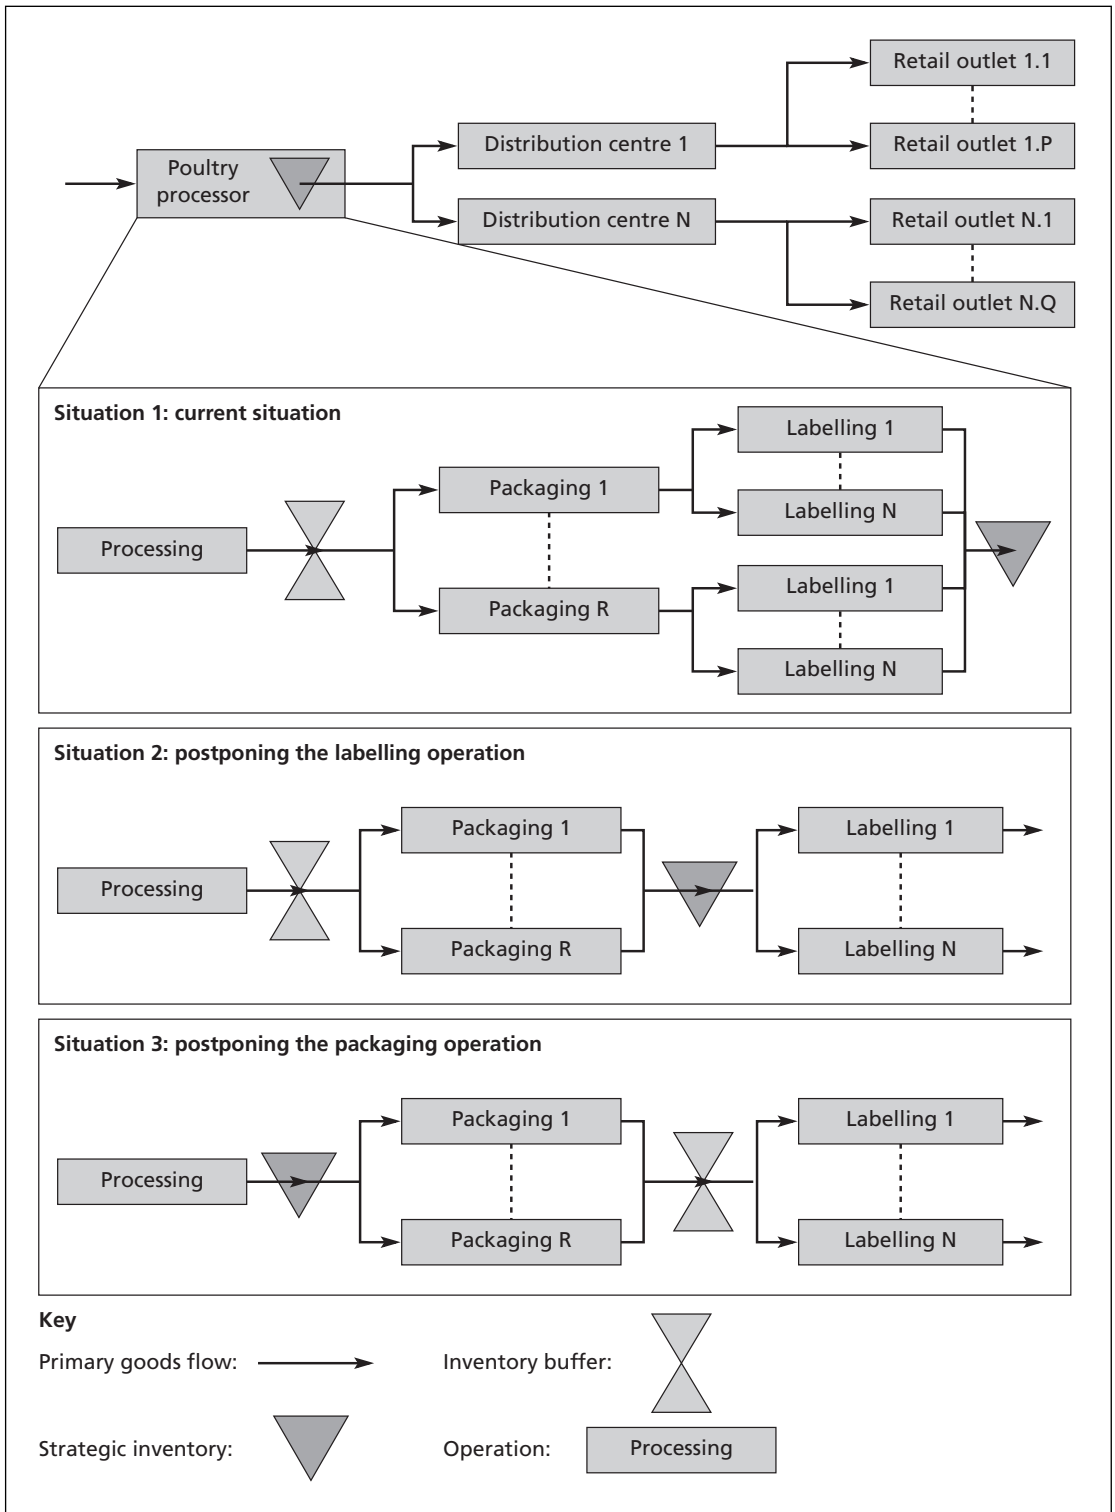 Retail outlet 1.1
Distribution centre 1
Retail outlet 1.P
Poultry
processor
Distribution centre N
Retail outlet N.1
Retail outlet N.Q
Situation 1: current situation
Labelling 1
Packaging 1
Labelling N
Processing
Labelling 1
Packaging R
Labelling N
Situation 2: postponing the labelling operation
Packaging 1
Labelling 1
Processing
Packaging R
Labelling N
Situation 3: postponing the packaging operation
Packaging 1
Labelling 1
Processing
Packaging R
Labelling N
Key
Primary goods flow:
Inventory buffer:
Strategic inventory:
Operation:
Processing